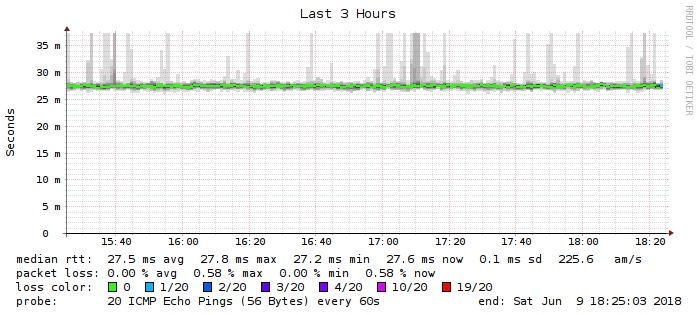 Last 3 Hours
RRDTOOL / TOBI OETIKER
Seconds
35 m
30 m
25 m
20 m
15 m
10 m
5 m
0
15:40 16:00 16:20 16:40 17:00 17:20 17:40 18:00 18:20
median rtt: 27.5 ms avg 27.8 ms max 27.2 ms min 27.6 ms now 0.1 ms sd 225.6 am/s
packet loss: 0.00 % avg 0.58 % max 0.00 % min 0.58 % now
loss color: 0 1/20 2/20 3/20 4/20 10/20 19/20
probe: 20 ICMP Echo Pings (56 Bytes) every 60s end: Sat Jun 9 18:25:03 2018